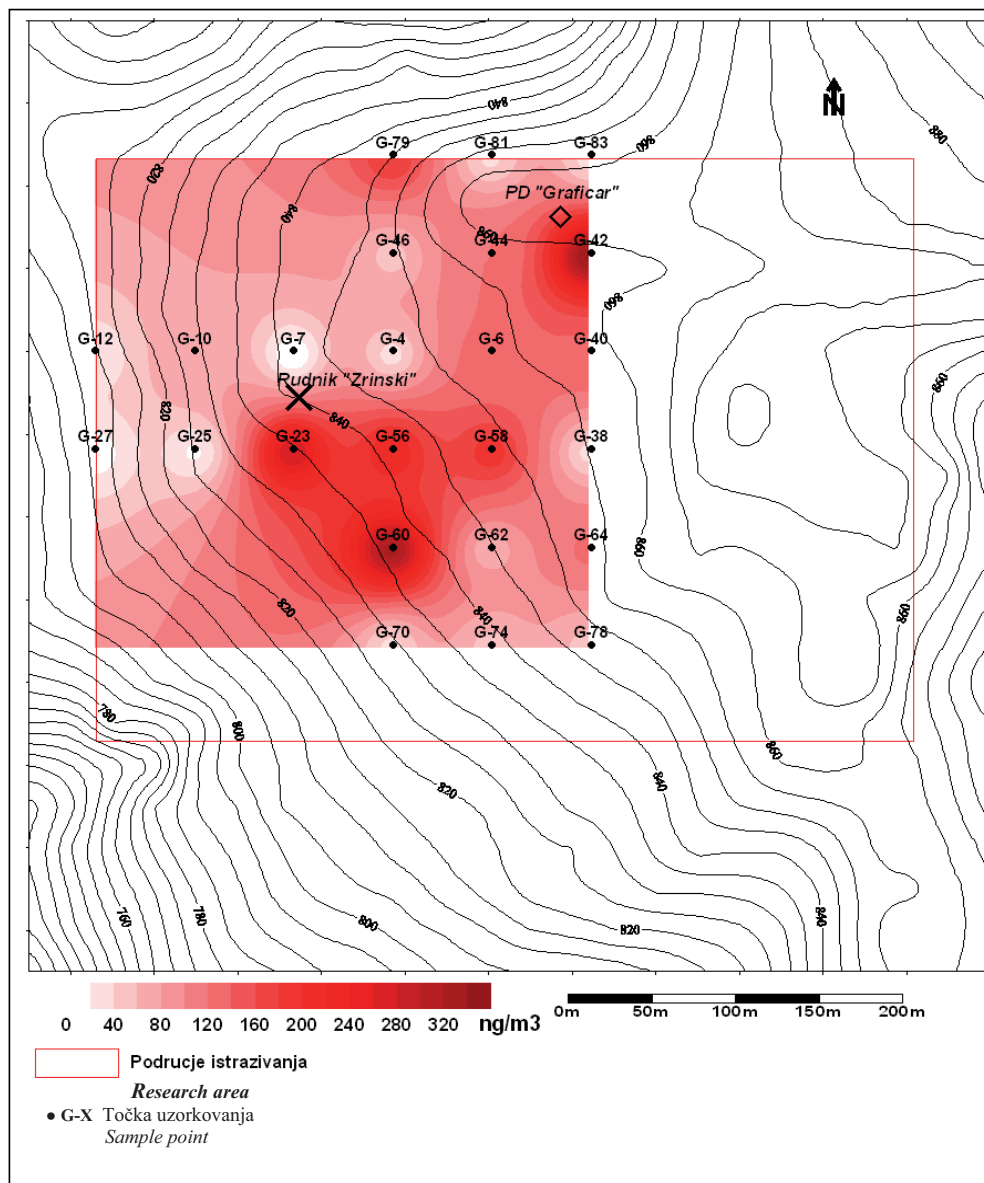 840
820
860
880
N
G-79 G-81 G-83
PD "Graficar"
840
860
G-46 G-44 G-42
860
G-12 G-10 G-7 G-4 G-6 G-40
Rudnik "Zrinski"
860
820
840
G-27 G-25 G-23 G-56 G-58 G-38
G-60 G-62 G-64
860
820
840
860
G-70 G-74 G-78
780
800
860
840
820
760
780
800
820
840
0 40 80 120 160 200 240 280 320 ng/m3
0m 50m 100m 150m 200m
Podrucje istrazivanja
Research area
• G-X Točka uzorkovanja
Sample point